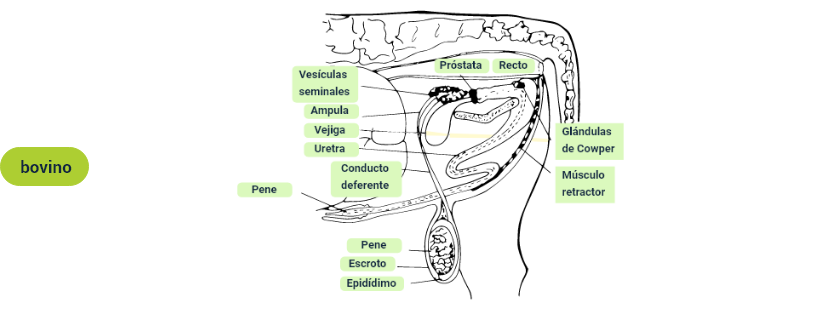 Próstata
Recto
Vesículas
seminales
Ampula
Vejiga
Uretra
Glándulas
de Cowper
bovino
Conducto
deferente
Músculo
retractor
Pene
Pene
Escroto
Epidídimo